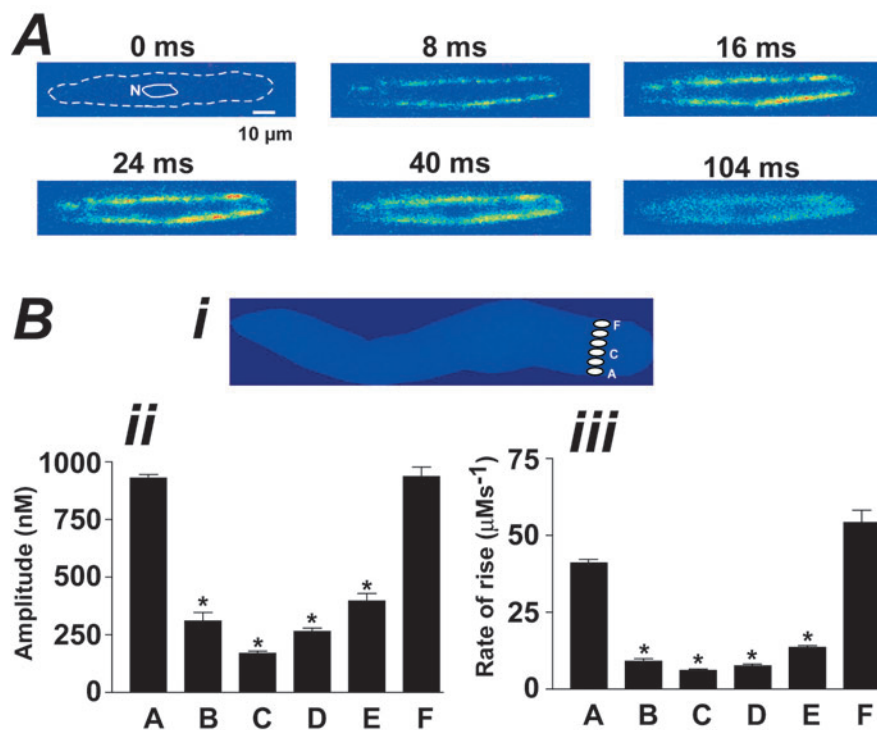 A
0 ms 8 ms 16 ms
N
10 µm
24 ms 40 ms 104 ms
B i
F
C
A
ii
Amplitude (nM)
1000
750
500
250
0
* * * *
A B C D E F
iii
Rate of rise (µMs-1)
75
50
25
0
* * * *
A B C D E F